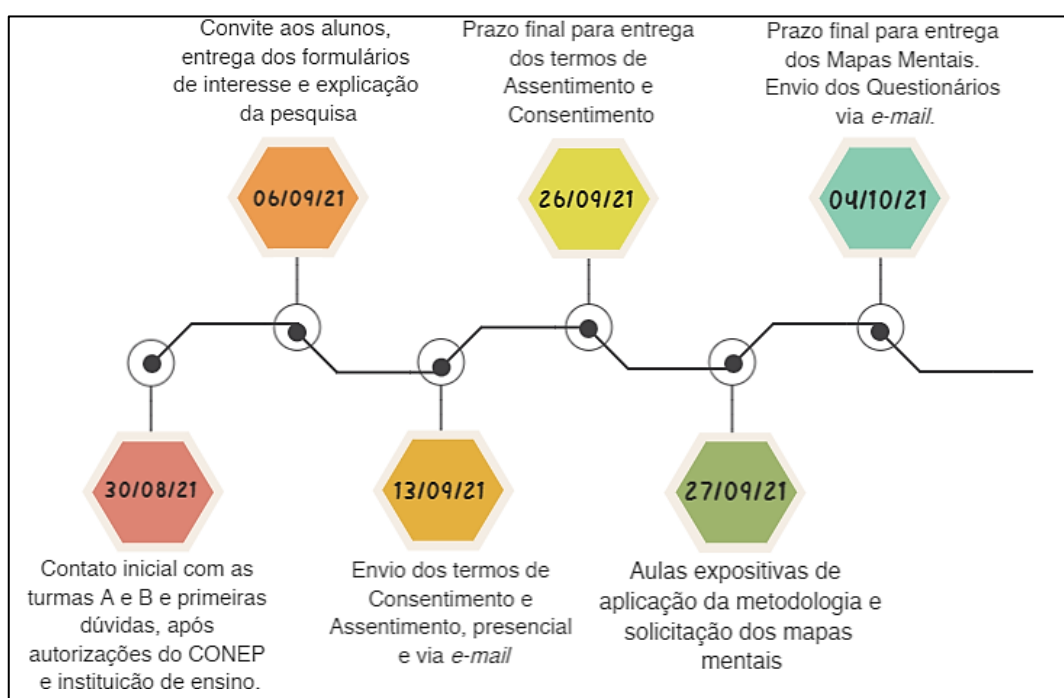 Convite aos alunos,
entrega dos formulários
de interesse e explicação
da pesquisa
Prazo final para entrega
dos termos de
Assentimento e
Consentimento
Prazo final para entrega
dos Mapas Mentais.
Envio dos Questionários
via e-mail.
06/09/21
26/09/21
04/10/21
30/08/21
13/09/21
27/09/21
Contato inicial com as
turmas A e B e primeiras
dúvidas, após
autorizações do CONEP
e instituicão de ensino.
Envio dos termos de
Consentimento e
Assentimento, presencial
e via e-mail
Aulas expositivas de
aplicação da metodologia e
solicitação dos mapas
mentais